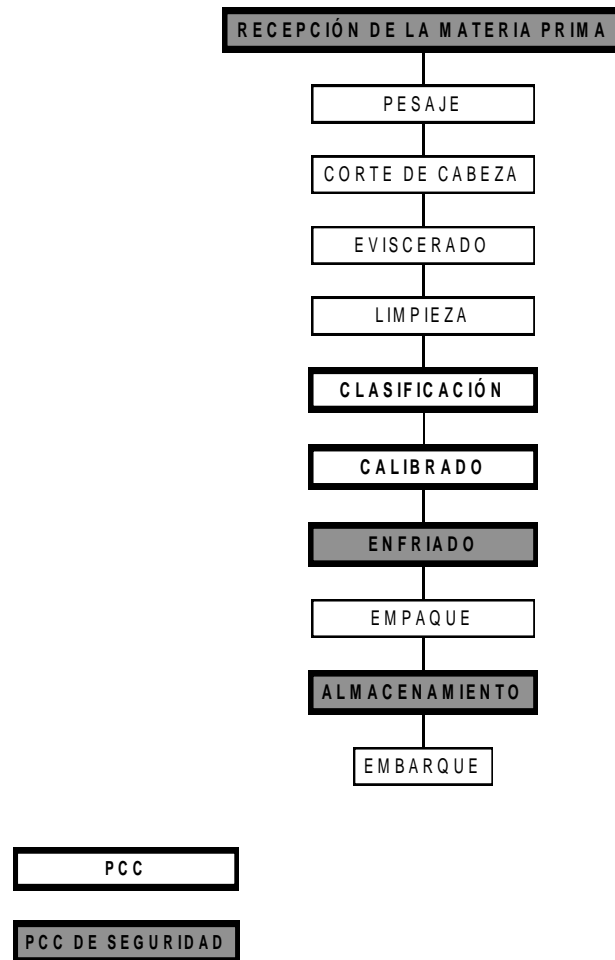 RECEPCIÓN DE LA MATERIA PRIMA
PESAJE
CORTE DE CABEZA
EVISCERADO
LIMPIEZA
CLASIFICACIÓN
CALIBRADO
ENFRIADO
EMPAQUE
ALMACENAMIENTO
EMBARQUE
PCC
PCC DE SEGURIDAD